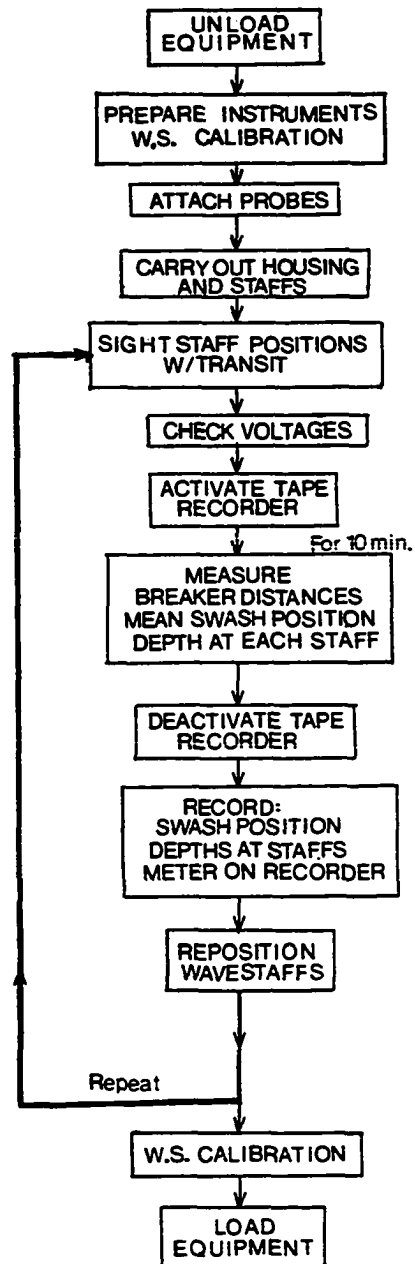 UNLOAD
EQUIPMENT
PREPARE INSTRUMENTS
W.S. CALIBRATION
ATTACH PROBES
CARRY OUT HOUSING
AND STAFFS
SIGHT STAFF POSITIONS
W/TRANSIT
CHECK VOLTAGES
ACTIVATE TAPE
RECORDER
For 10 min.
MEASURE
BREAKER DISTANCES
MEAN SWASH POSITION
DEPTH AT EACH STAFF
DEACTIVATE TAPE
RECORDER
RECORD:
SWASH POSITION
DEPTHS AT STAFFS
METER ON RECORDER
REPOSITION
WAVESTAFFS
Repeat
W.S. CALIBRATION
LOAD
EQUIPMENT